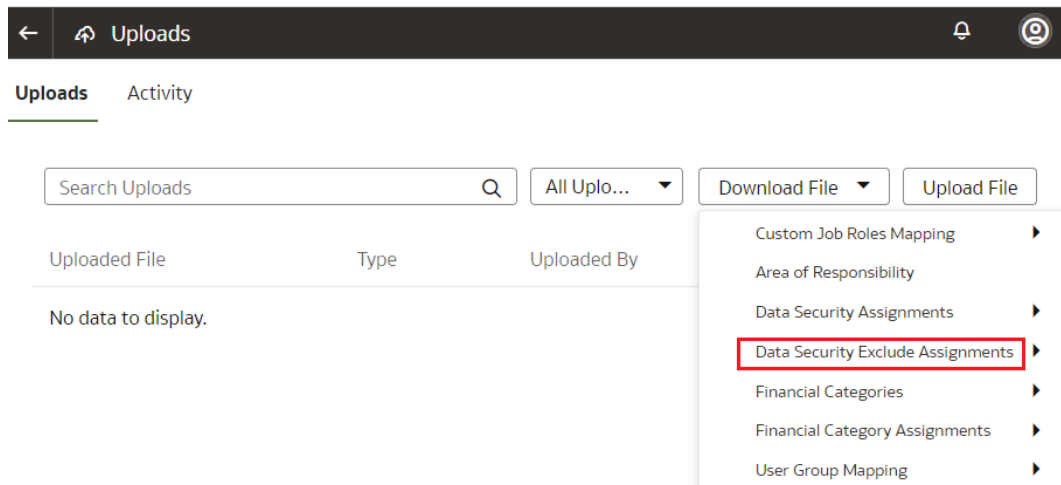 Uploads
Uploads Activity
Search Uploads All Uplo... Download File Upload File
Custom Job Roles Mapping
Uploaded File Type Uploaded By
Area of Responsibility
No data to display.
Data Security Assignments
Data Security Exclude Assignments
Financial Categories
Financial Category Assignments
User Group Mapping